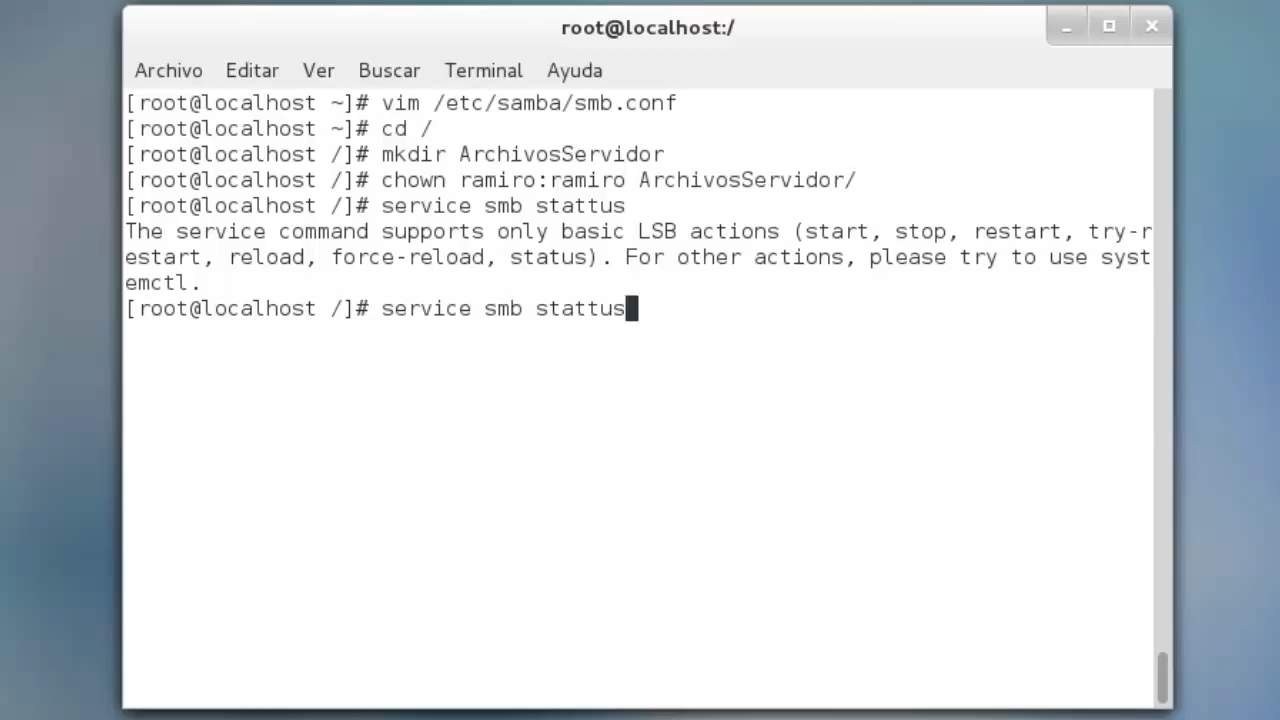 root@localhost:/
Archivo Editar Ver Buscar Terminal Ayuda
[root@localhost ~]# vim /etc/samba/smb.conf
[root@localhost ~]# cd /
[root@localhost /]# mkdir ArchivosServidor
[root@localhost /]# chown ramiro:ramiro ArchivosServidor/
[root@localhost /]# service smb stattus
The service command supports only basic LSB actions (start, stop, restart, try-r
estart, reload, force-reload, status). For other actions, please try to use syst
emctl.
[root@localhost /]# service smb stattus